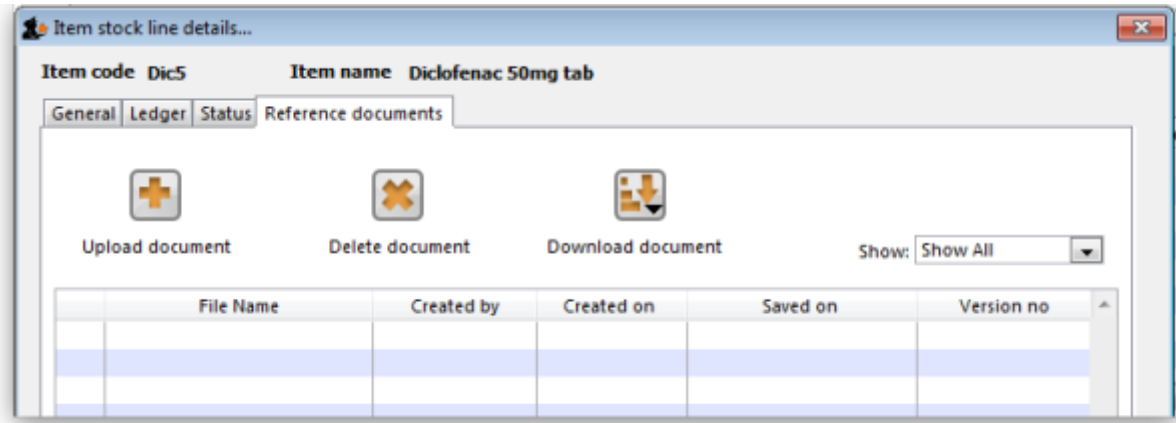 Item stock line details...
Item code Dic5 Item name Diclofenac 50mg tab
General Ledger Status Reference documents
Upload document Delete document Download document Show: Show All
File Name Created by Created on Saved on Version no